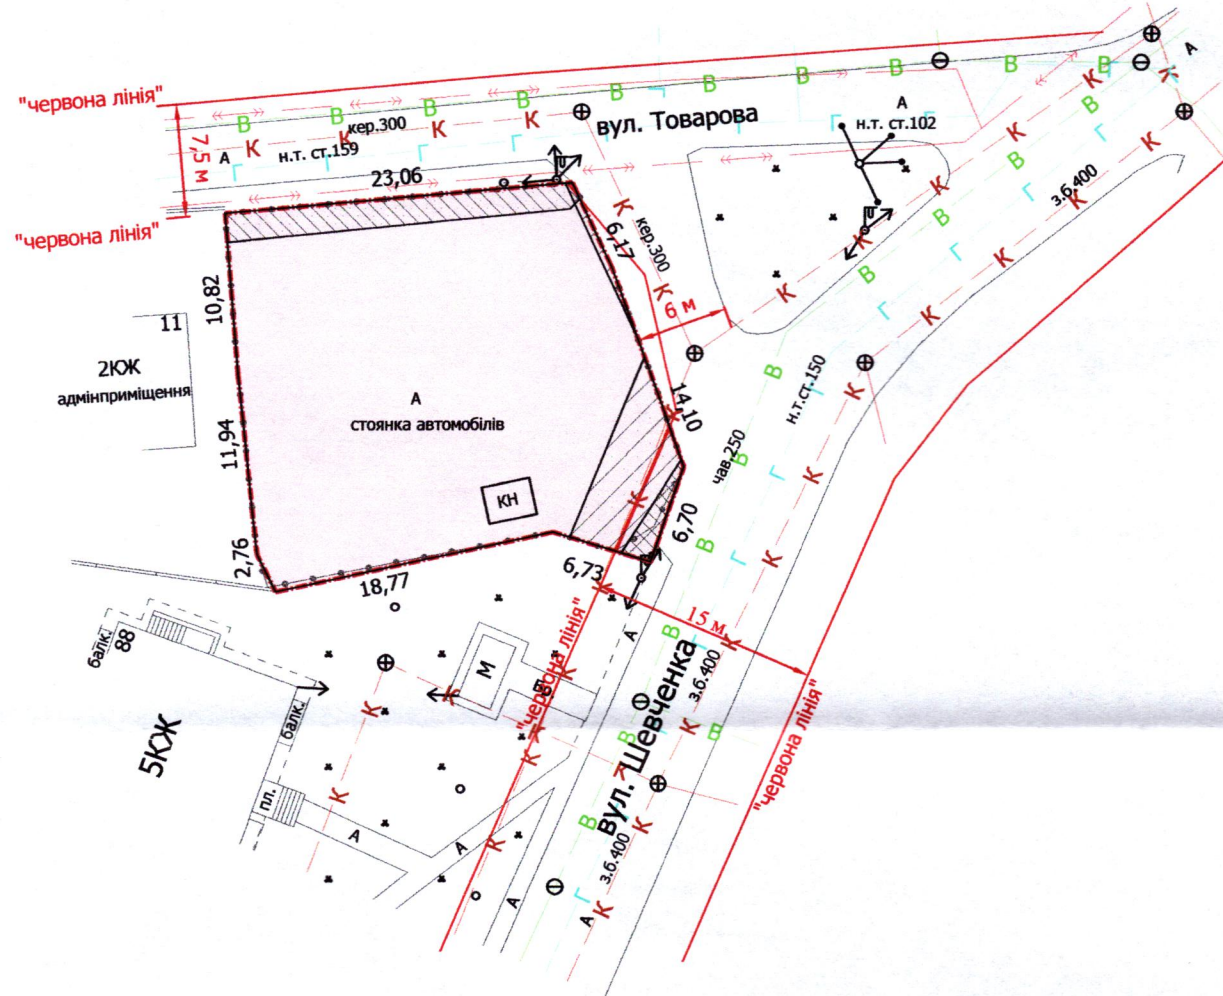 "червона лінія"
7,5 м
"червона лінія"
В В В В В В В В В В
К К К К К
кер.300
вул. Товарова
А
н.т. ст.102
А
А
н.т. ст.159
23,06
з.б.400
6,17
кер.300
6 м
10,82
11
2КЖ
адмінприміщення
А
стоянка автомобілів
14,10
н.т.ст.150
чав.250
11,94
КН
6,70
2,76
18,77
6,73
15 м
"червона лінія"
А
вул. Шевченка
з.б.400
"червона лінія"
балк.
88
М
балк.
5КЖ
пл.
А
А
з.б.400
А
А